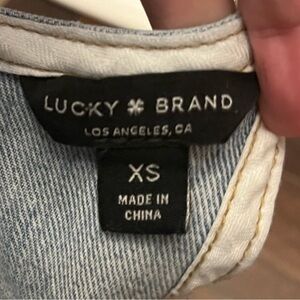 LUCKY BRAND
LOS ANGELES, CA
XS
MADE IN
CHINA